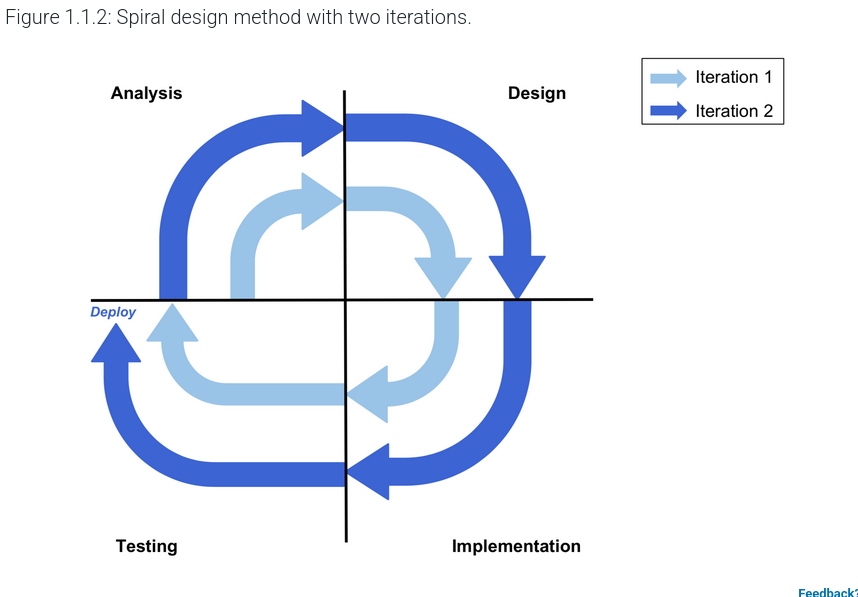 Figure 1.1.2: Spiral design method with two iterations.
Analysis
Design
Iteration 1
Iteration 2
Deploy
Testing
Implementation
Feedback?